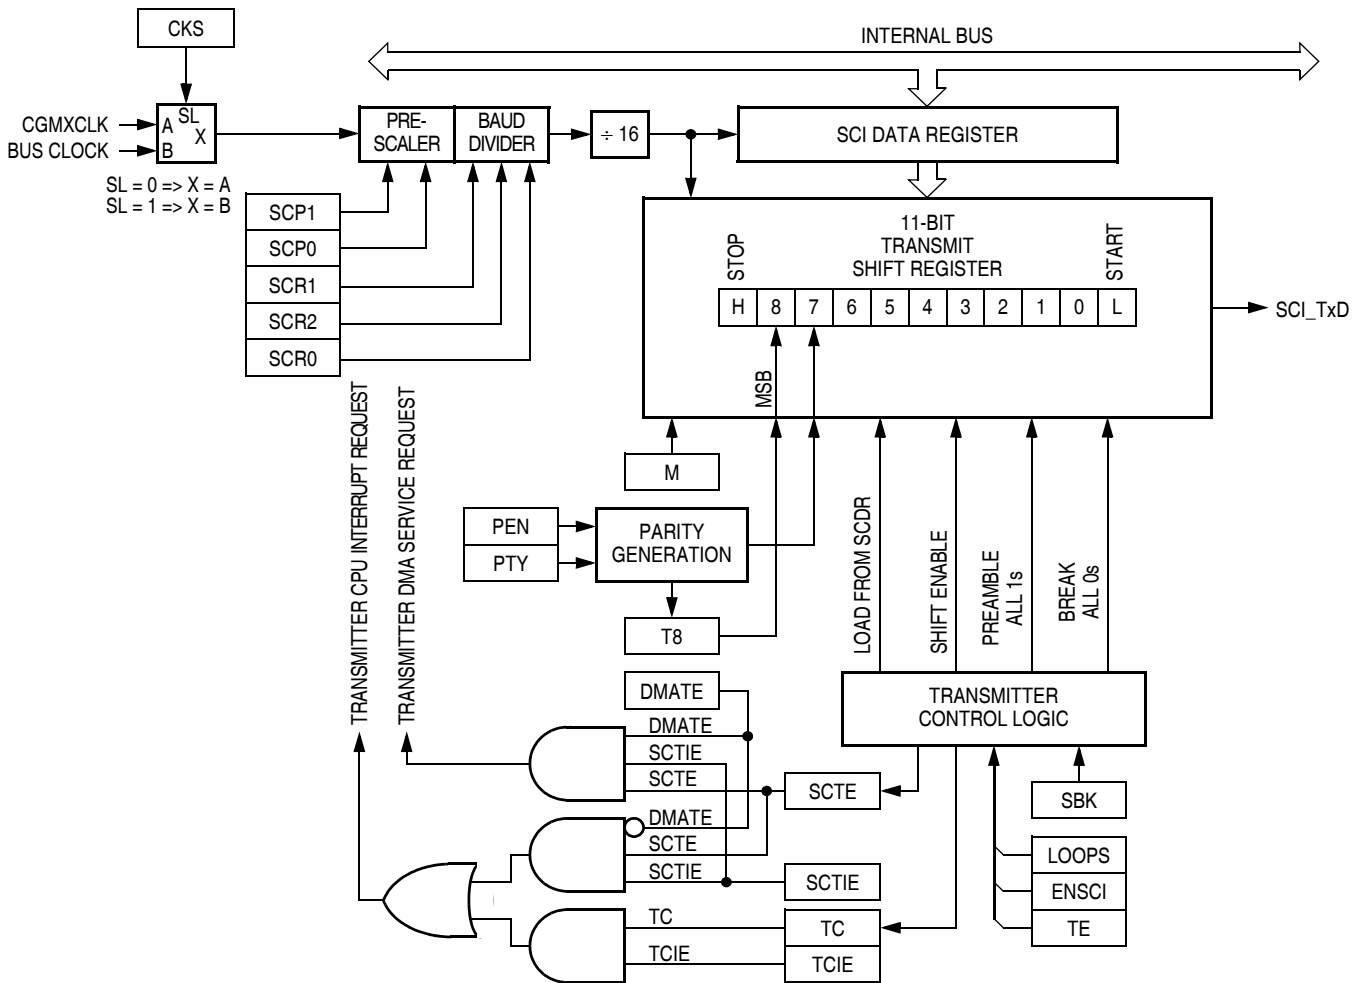 CKS
INTERNAL BUS
CGMXCLK
BUS CLOCK
SL
A
X
B
SL = 0 => X = A
SL = 1 => X = B
PRE-
SCALER
BAUD
DIVIDER
÷ 16
SCI DATA REGISTER
SCP1
SCP0
SCR1
SCR2
SCR0
11-BIT
TRANSMIT
SHIFT REGISTER
STOP
START
H 8 7 6 5 4 3 2 1 0 L
SCI_TxD
MSB
TRANSMITTER CPU INTERRUPT REQUEST
TRANSMITTER DMA SERVICE REQUEST
M
PEN
PTY
PARITY
GENERATION
T8
LOAD FROM SCDR
SHIFT ENABLE
PREAMBLE
ALL 1s
BREAK
ALL 0s
TRANSMITTER
CONTROL LOGIC
DMATE
DMATE
SCTIE
SCTE
SCTE
SBK
DMATE
SCTE
SCTIE
SCTIE
LOOPS
ENSCI
TE
TC
TC
TCIE
TCIE